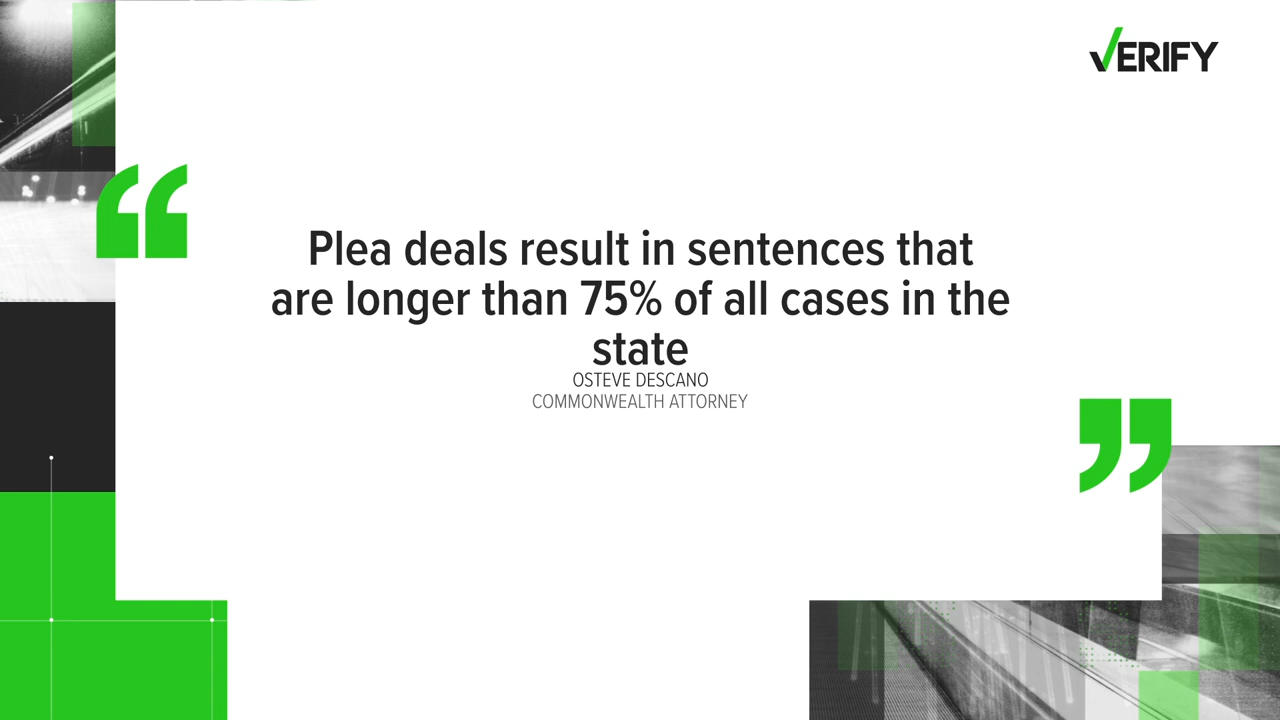 VERIFY
“
Plea deals result in sentences that
are longer than 75% of all cases in the
state
OSTEVE DESCANO
COMMONWEALTH ATTORNEY
”